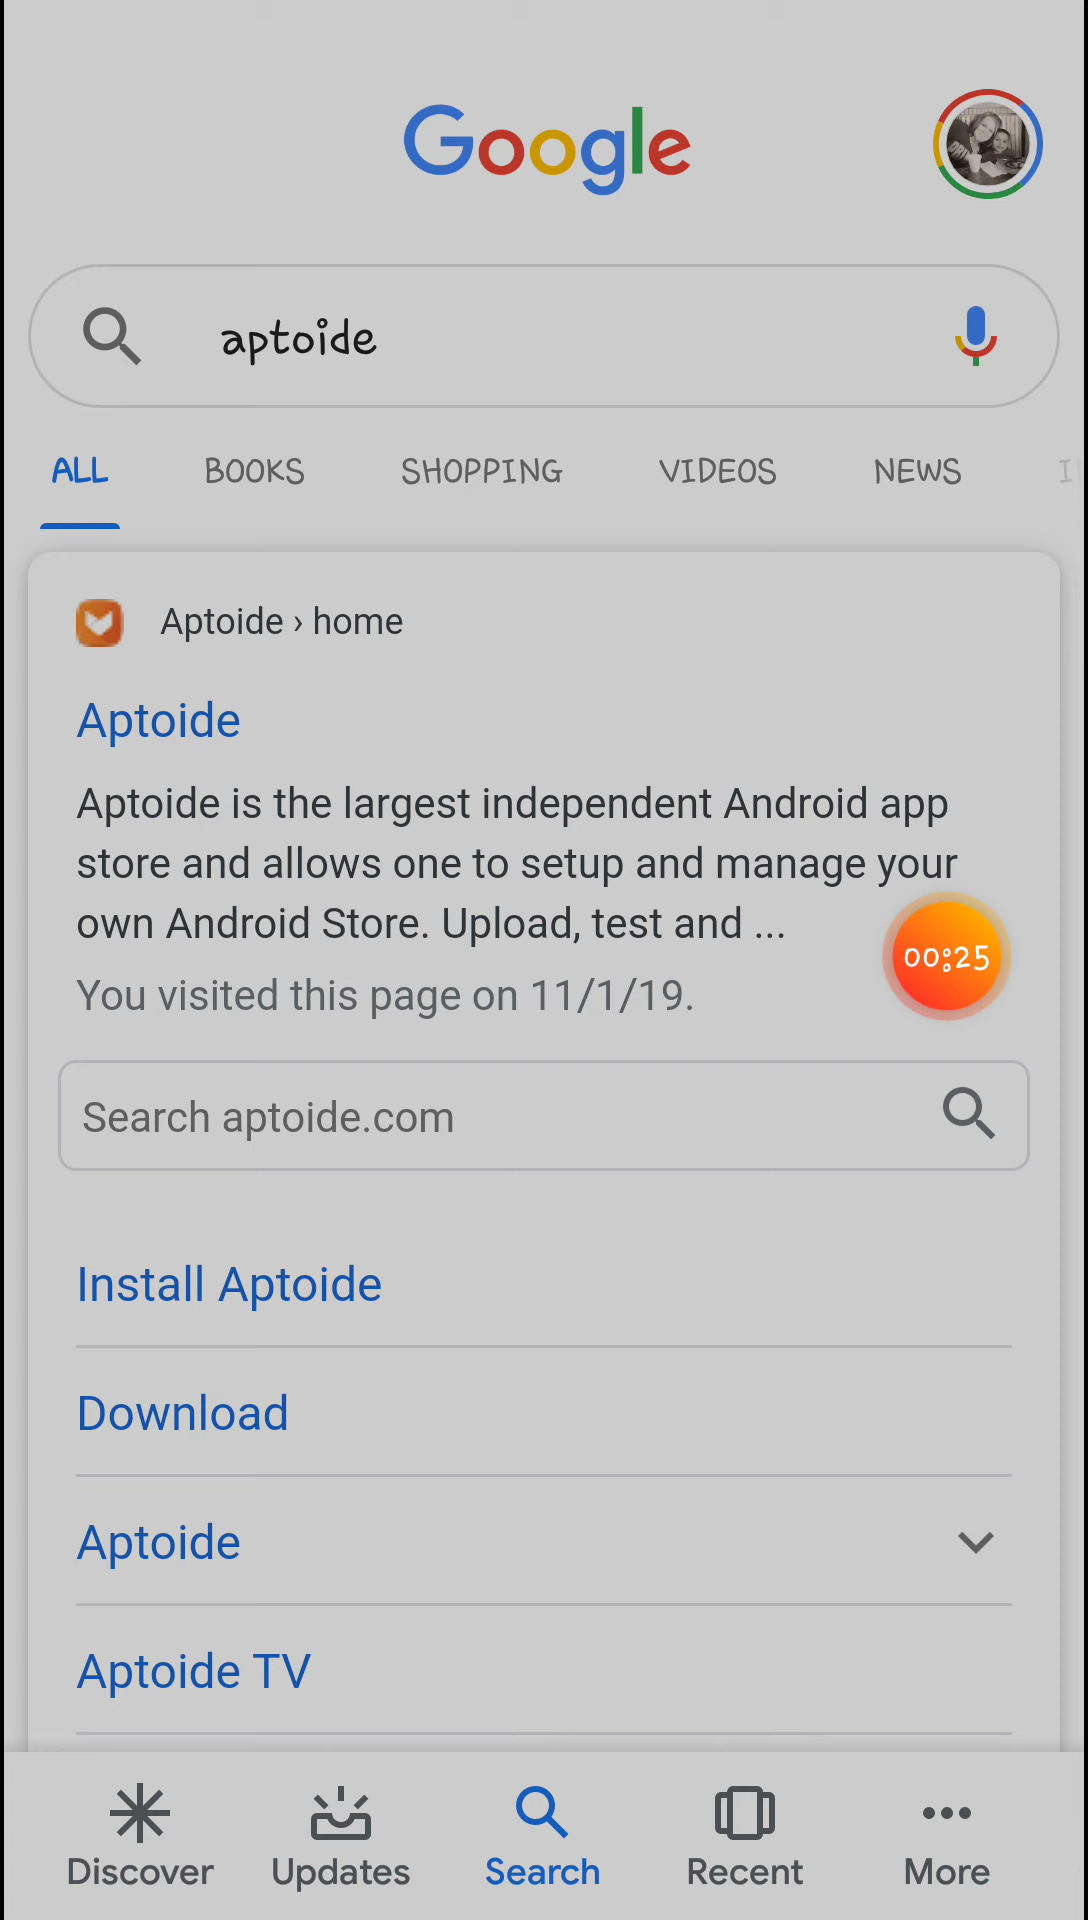 Google
aptoide
ALL BOOKS SHOPPING VIDEOS NEWS
Aptoide › home
Aptoide
Aptoide is the largest independent Android app
store and allows one to setup and manage your
own Android Store. Upload, test and ...
00:25
You visited this page on 11/1/19.
Search aptoide.com
Install Aptoide
Download
Aptoide
Aptoide TV
Discover Updates Search Recent More